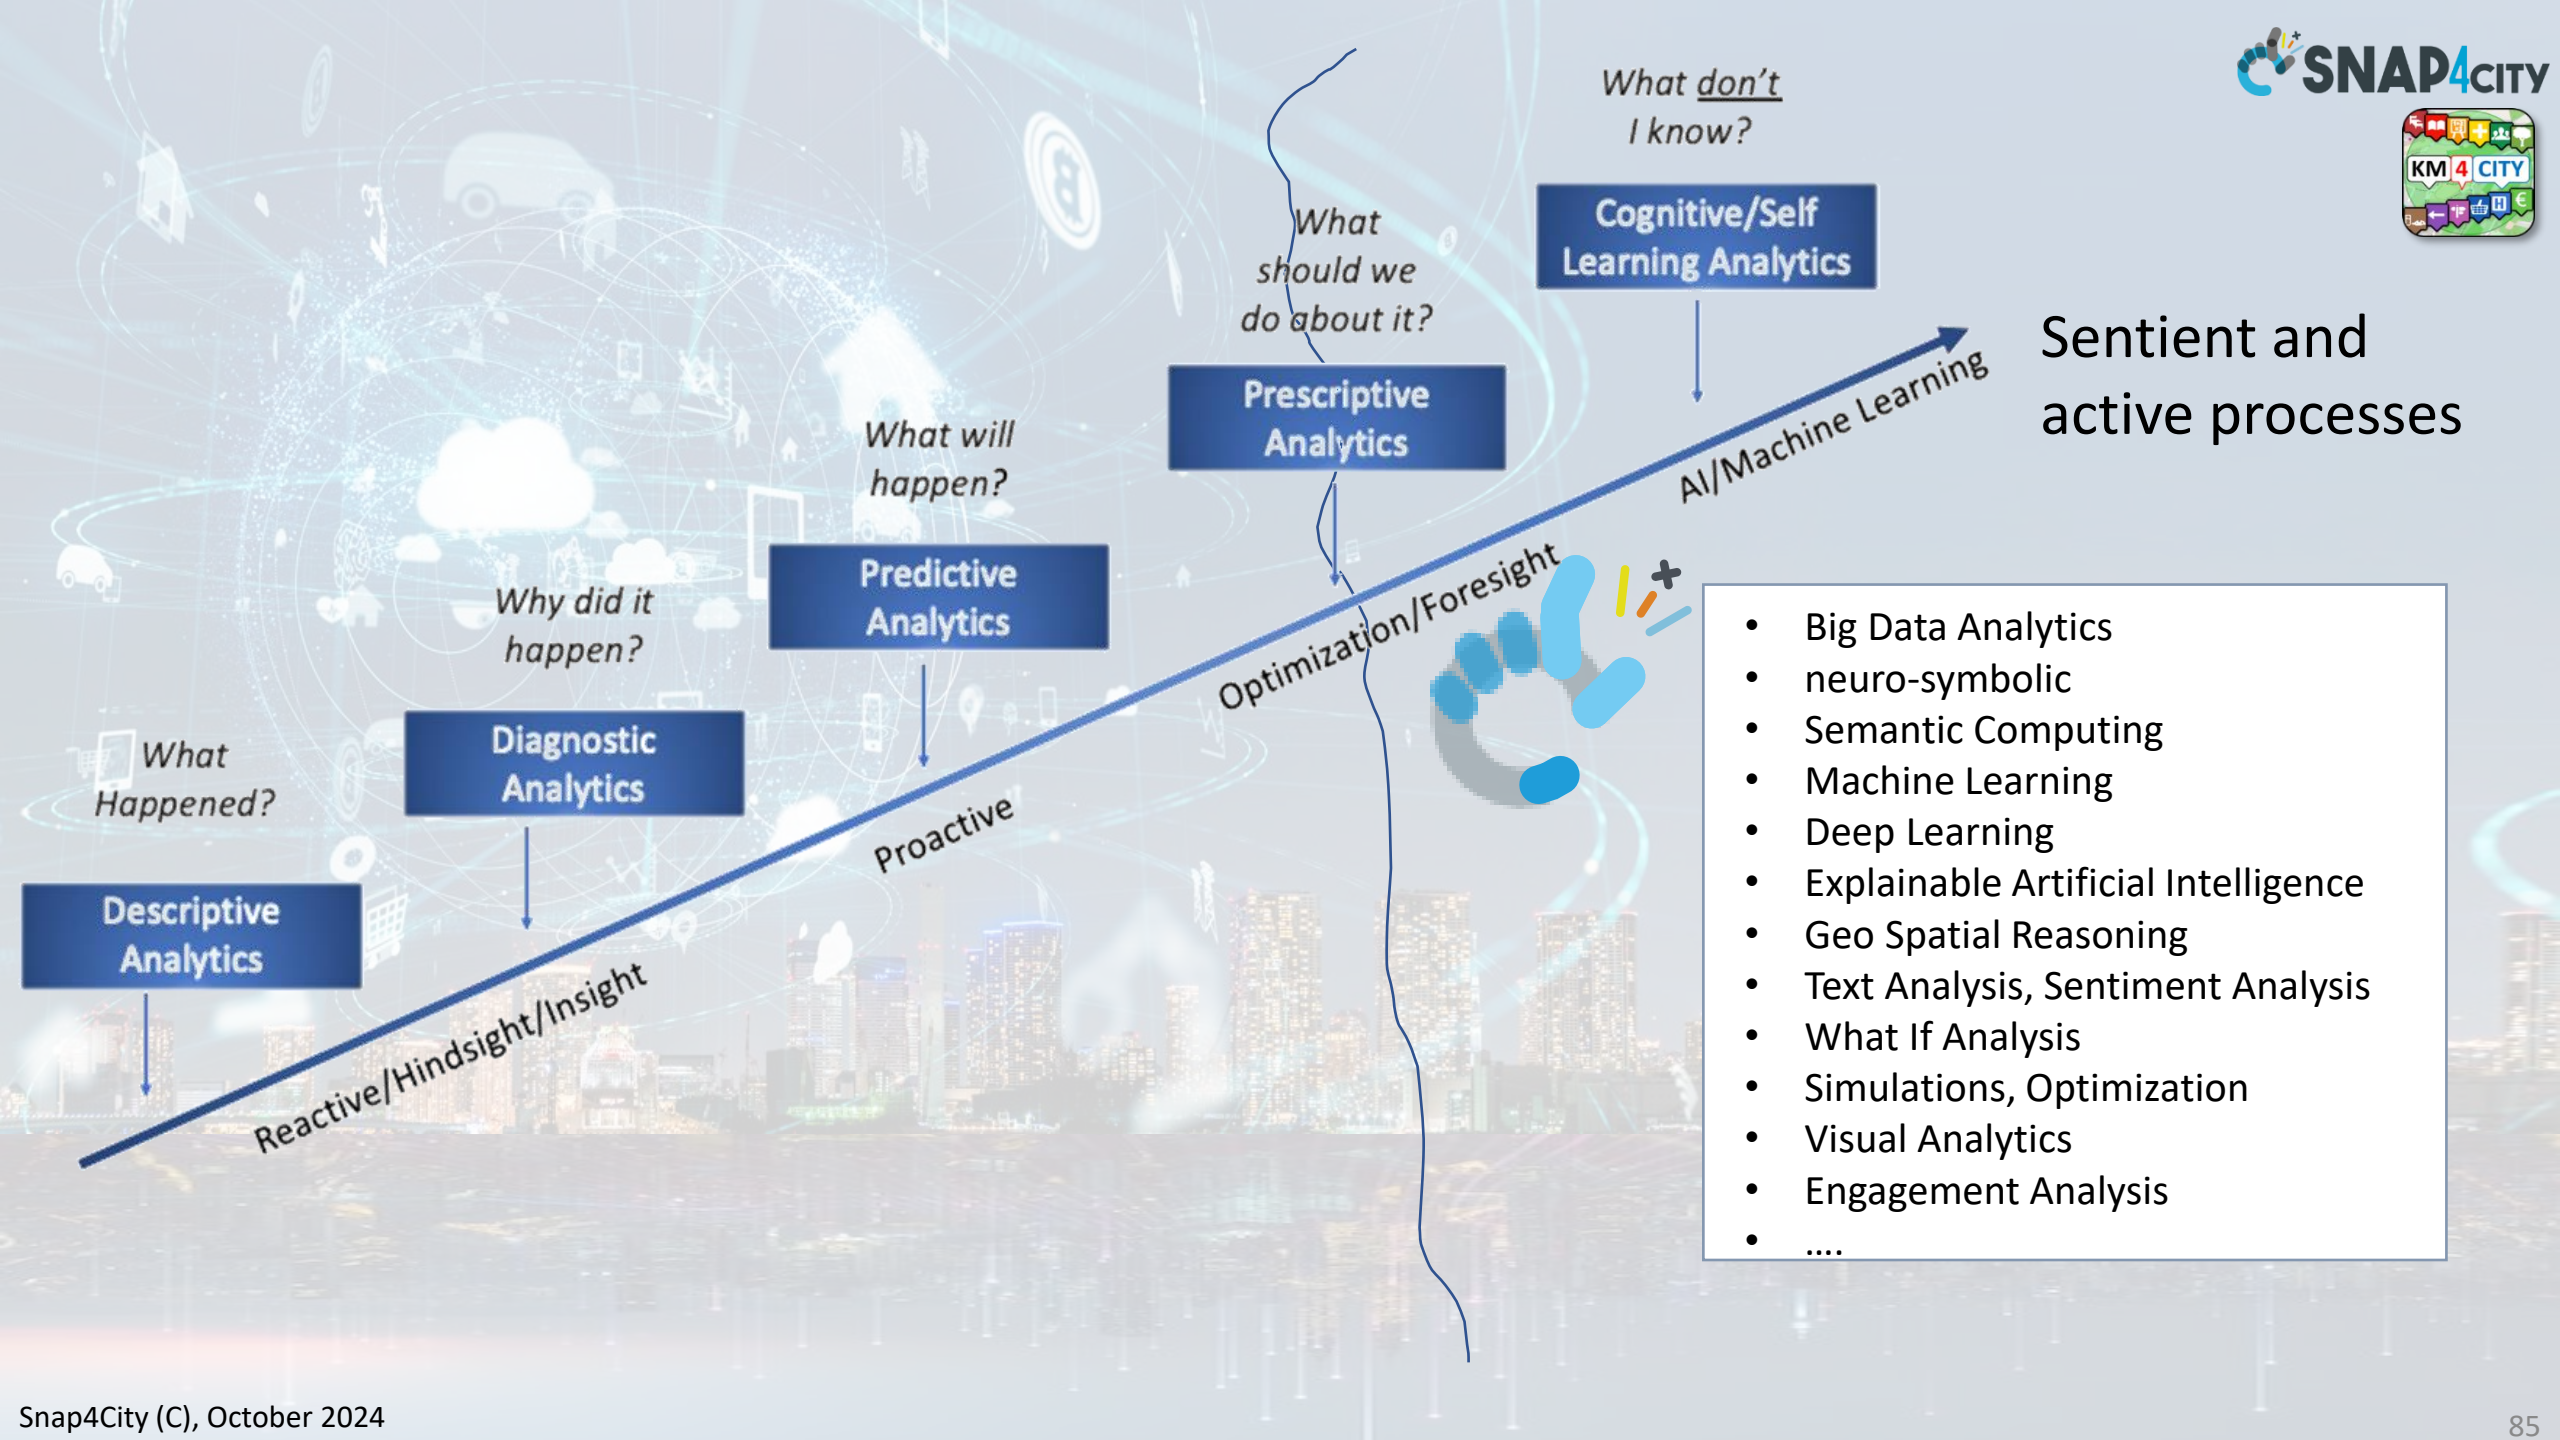 SNAP4CITY
KM 4 CITY
What don't
I know?
Cognitive/Self
Learning Analytics
What
should we
do about it?
Prescriptive
Analytics
Sentient and
active processes
AI/Machine Learning
What will
happen?
Predictive
Analytics
Optimization/Foresight
Why did it
happen?
Diagnostic
Analytics
Proactive
What
Happened?
Descriptive
Analytics
Reactive/Hindsight/Insight
• Big Data Analytics
• neuro-symbolic
• Semantic Computing
• Machine Learning
• Deep Learning
• Explainable Artificial Intelligence
• Geo Spatial Reasoning
• Text Analysis, Sentiment Analysis
• What If Analysis
• Simulations, Optimization
• Visual Analytics
• Engagement Analysis
• ....
Snap4City (C), October 2024
85